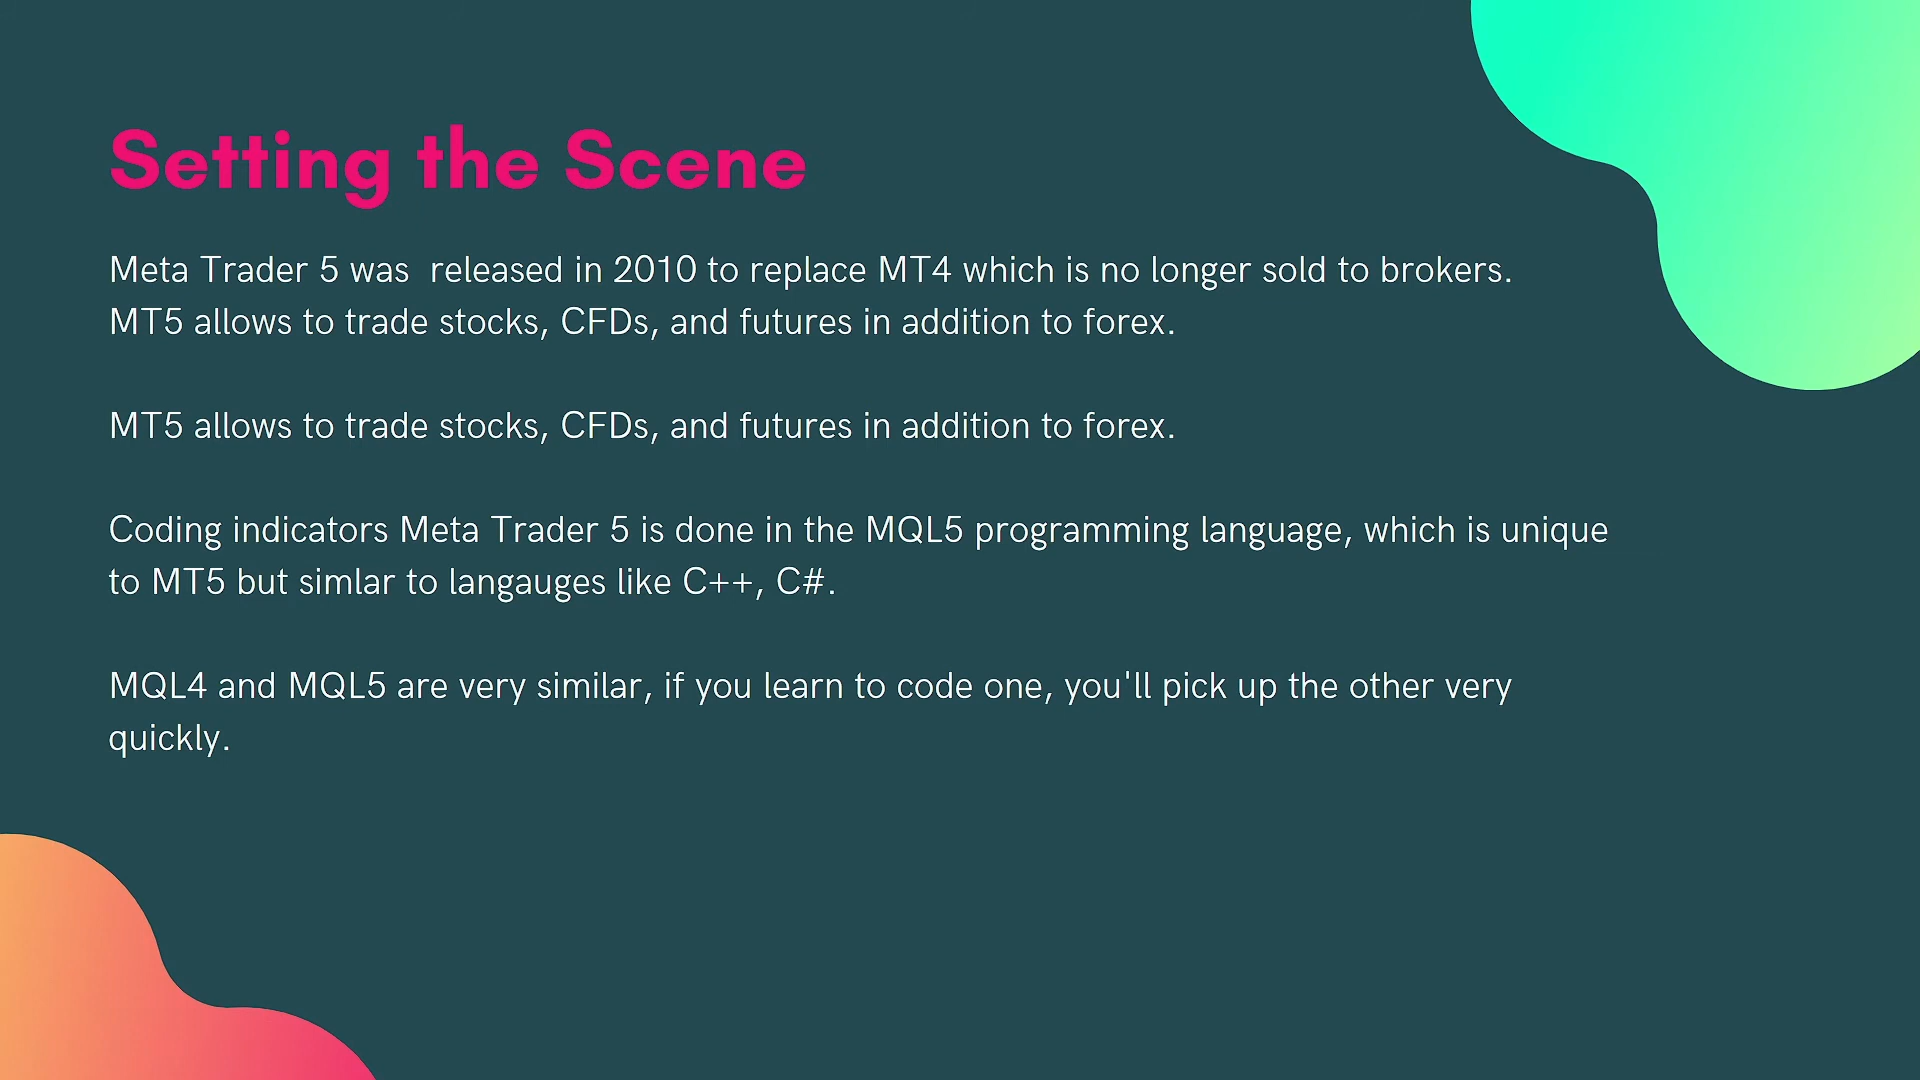 Setting the Scene
Meta Trader 5 was  released in 2010 to replace MT4 which is no longer sold to brokers.
MT5 allows to trade stocks, CFDs, and futures in addition to forex.
MT5 allows to trade stocks, CFDs, and futures in addition to forex.
Coding indicators Meta Trader 5 is done in the MQL5 programming language, which is unique
to MT5 but simlar to langauges like C++, C#.
MQL4 and MQL5 are very similar, if you learn to code one, you'll pick up the other very
quickly.